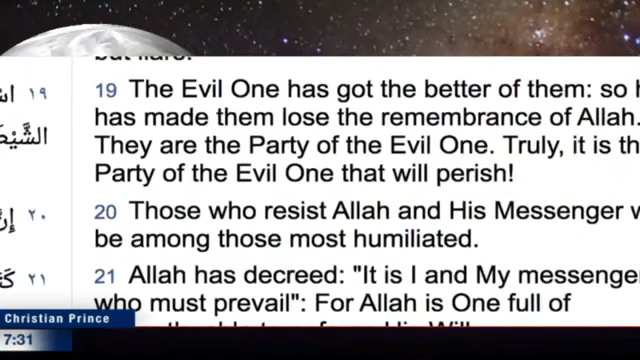 but liars!
19 The Evil One has got the better of them: so
١٩
has made them lose the remembrance of Allah.
They are the Party of the Evil One. Truly, it is
Party of the Evil One that will perish!
20 Those who resist Allah and His Messenger
٢٠
be among those most humiliated.
21 Allah has decreed: "It is I and My messenger
٢١
who must prevail": For Allah is One full of
Christian Prince
7:31